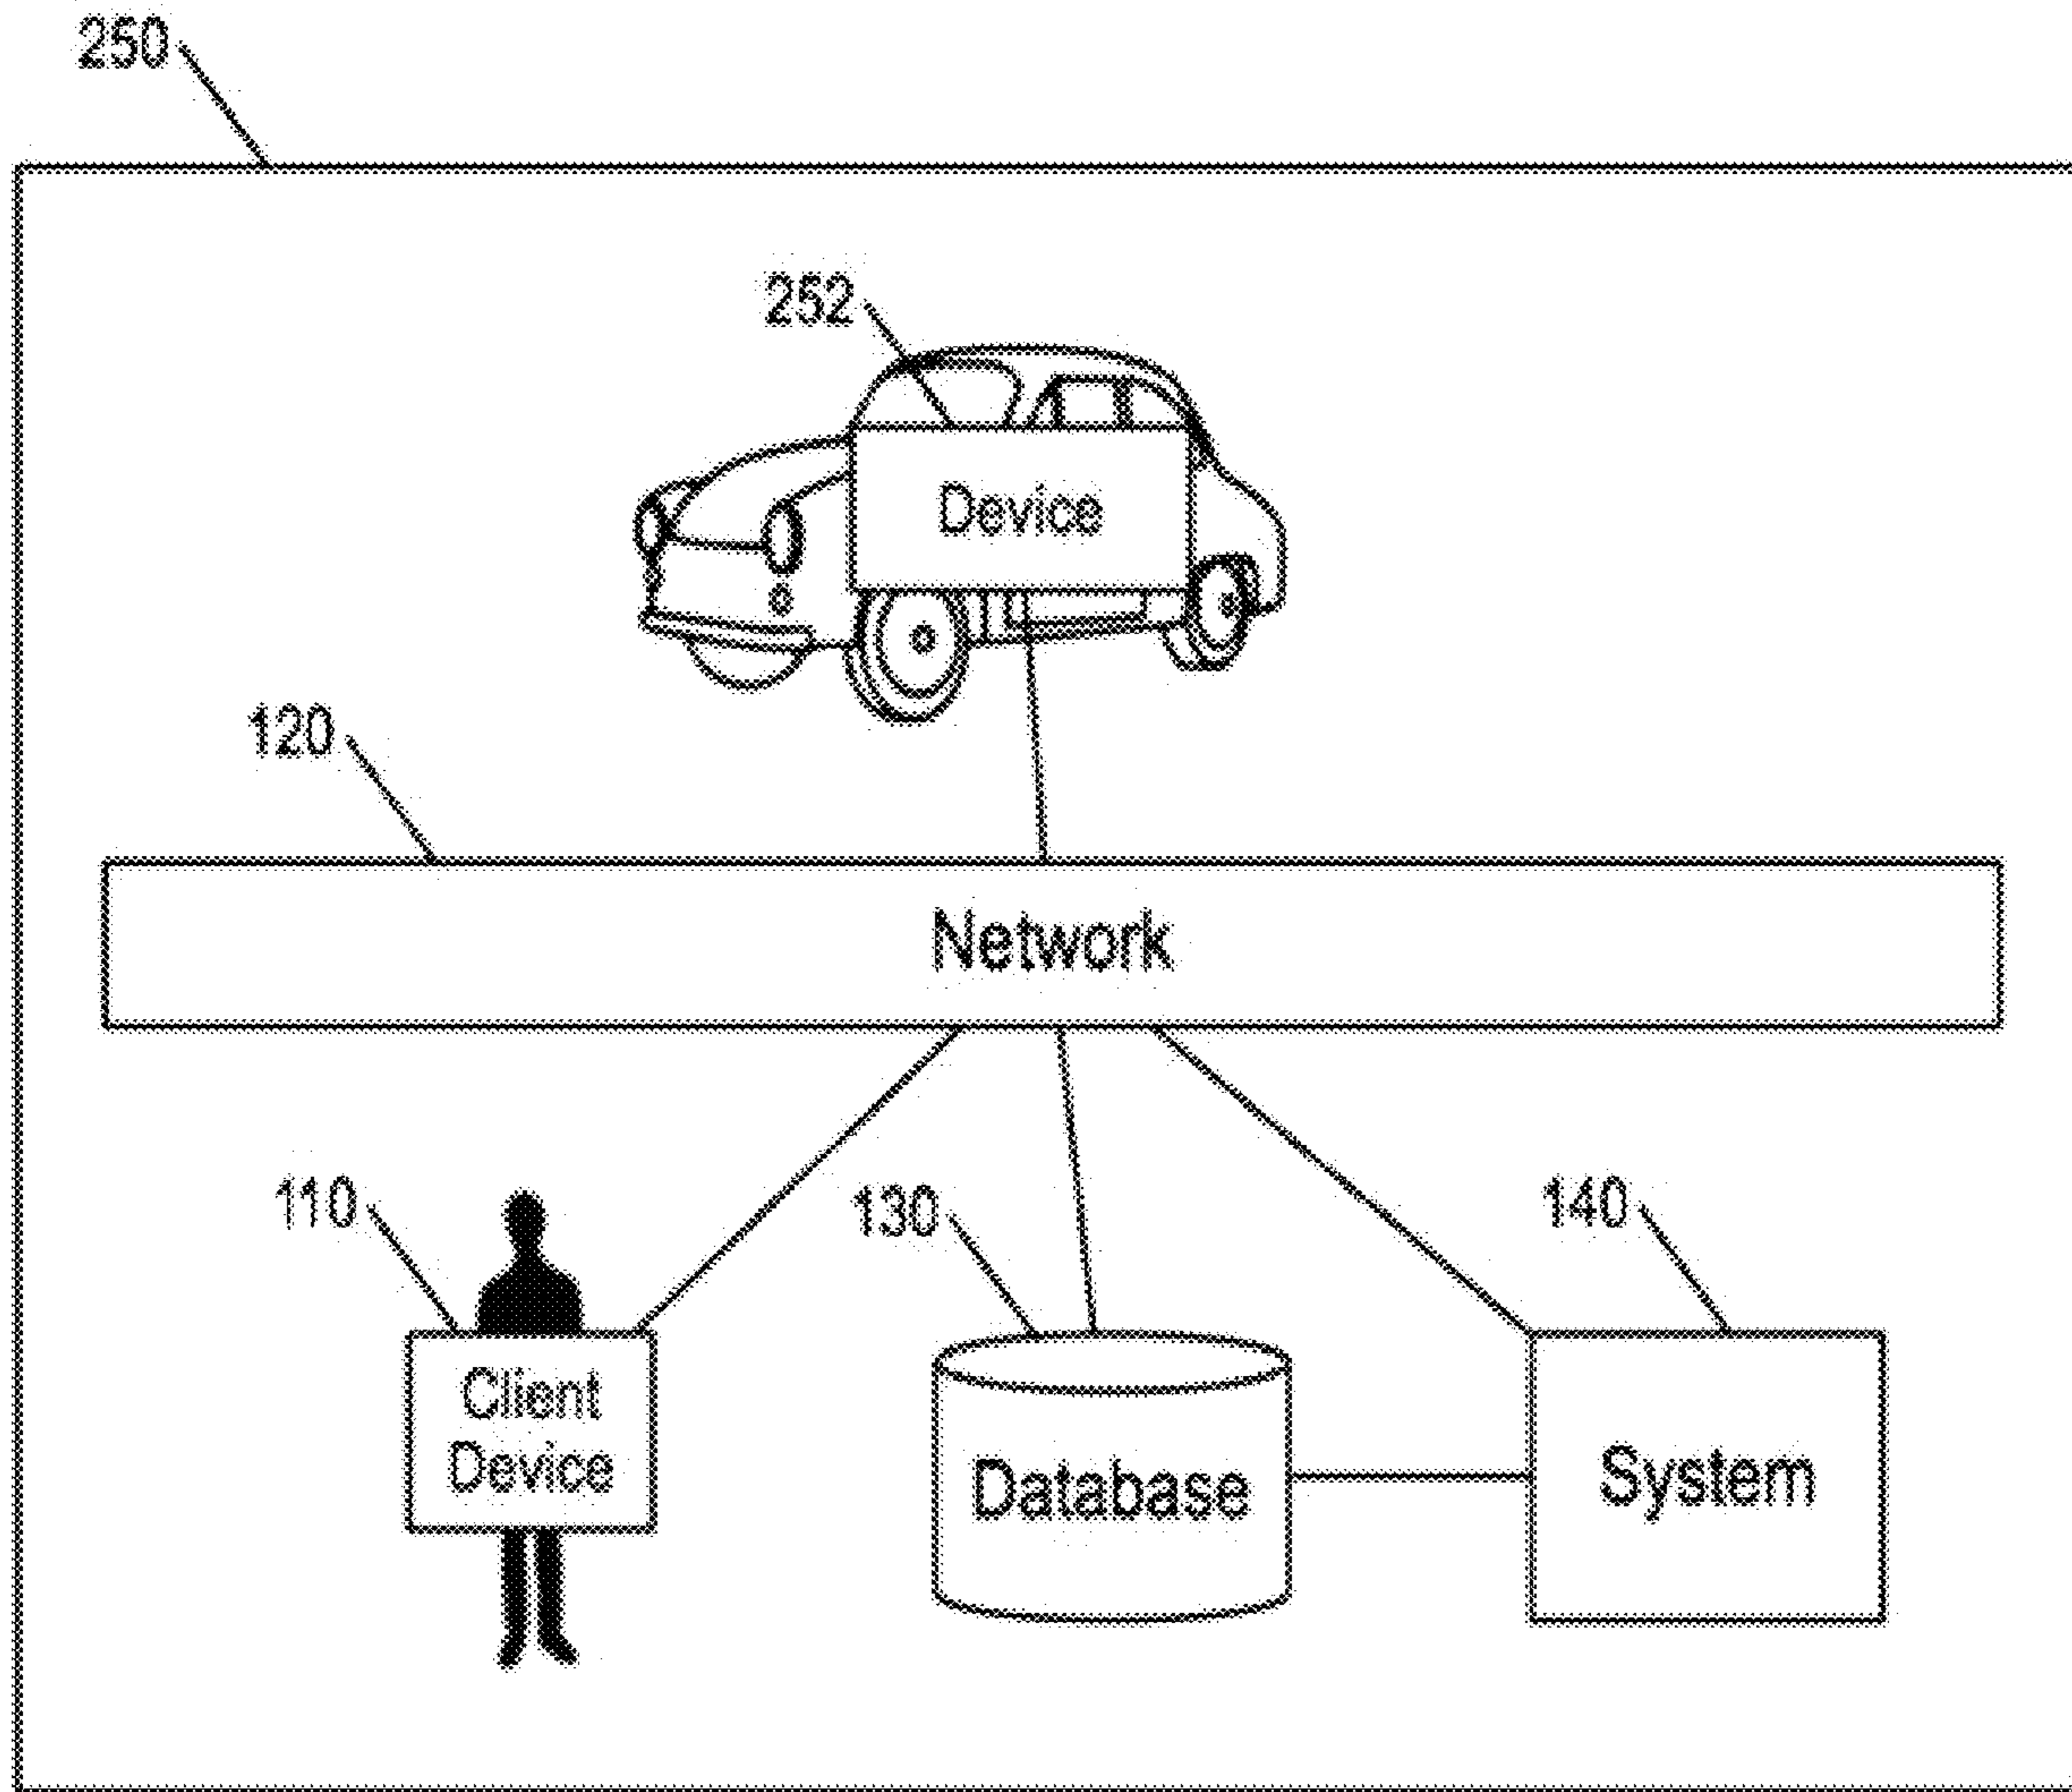 250
252
Device
120
Network
110
130
140
Client
Device
Database
System